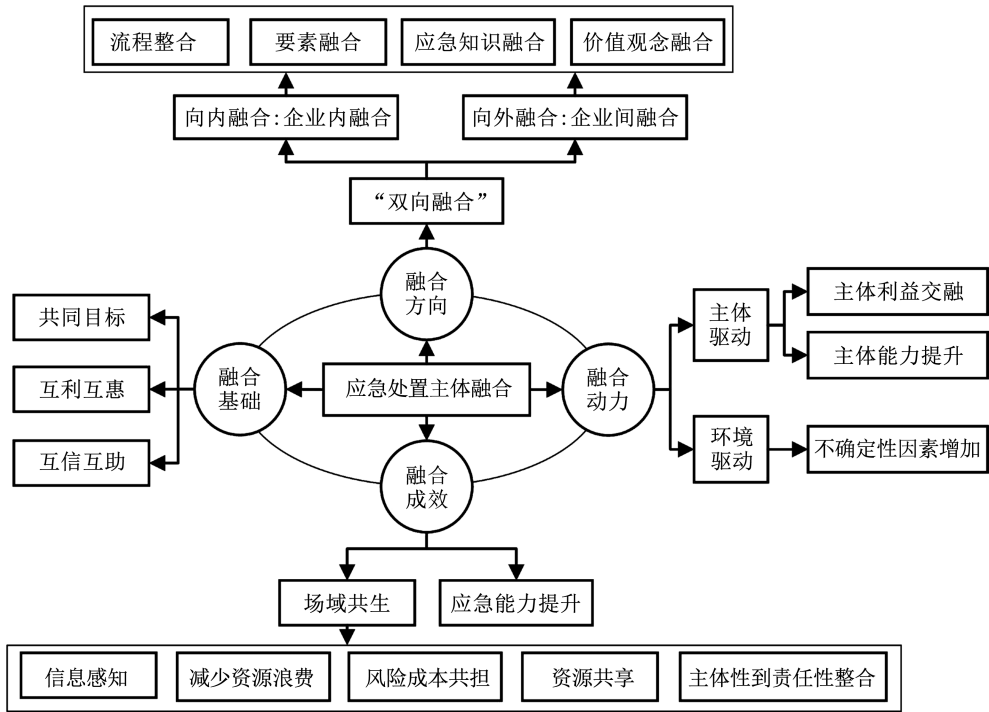 流程整合
要素融合
应急知识融合
价值观念融合
向内融合:企业内融合
向外融合:企业间融合
“双向融合”
融合
方向
共同目标
互利互惠
互信互助
融合
基础
应急处置主体融合
融合
动力
主体
驱动
主体利益交融
主体能力提升
环境
驱动
不确定性因素增加
融合
成效
场域共生
应急能力提升
信息感知
减少资源浪费
风险成本共担
资源共享
主体性到责任性整合